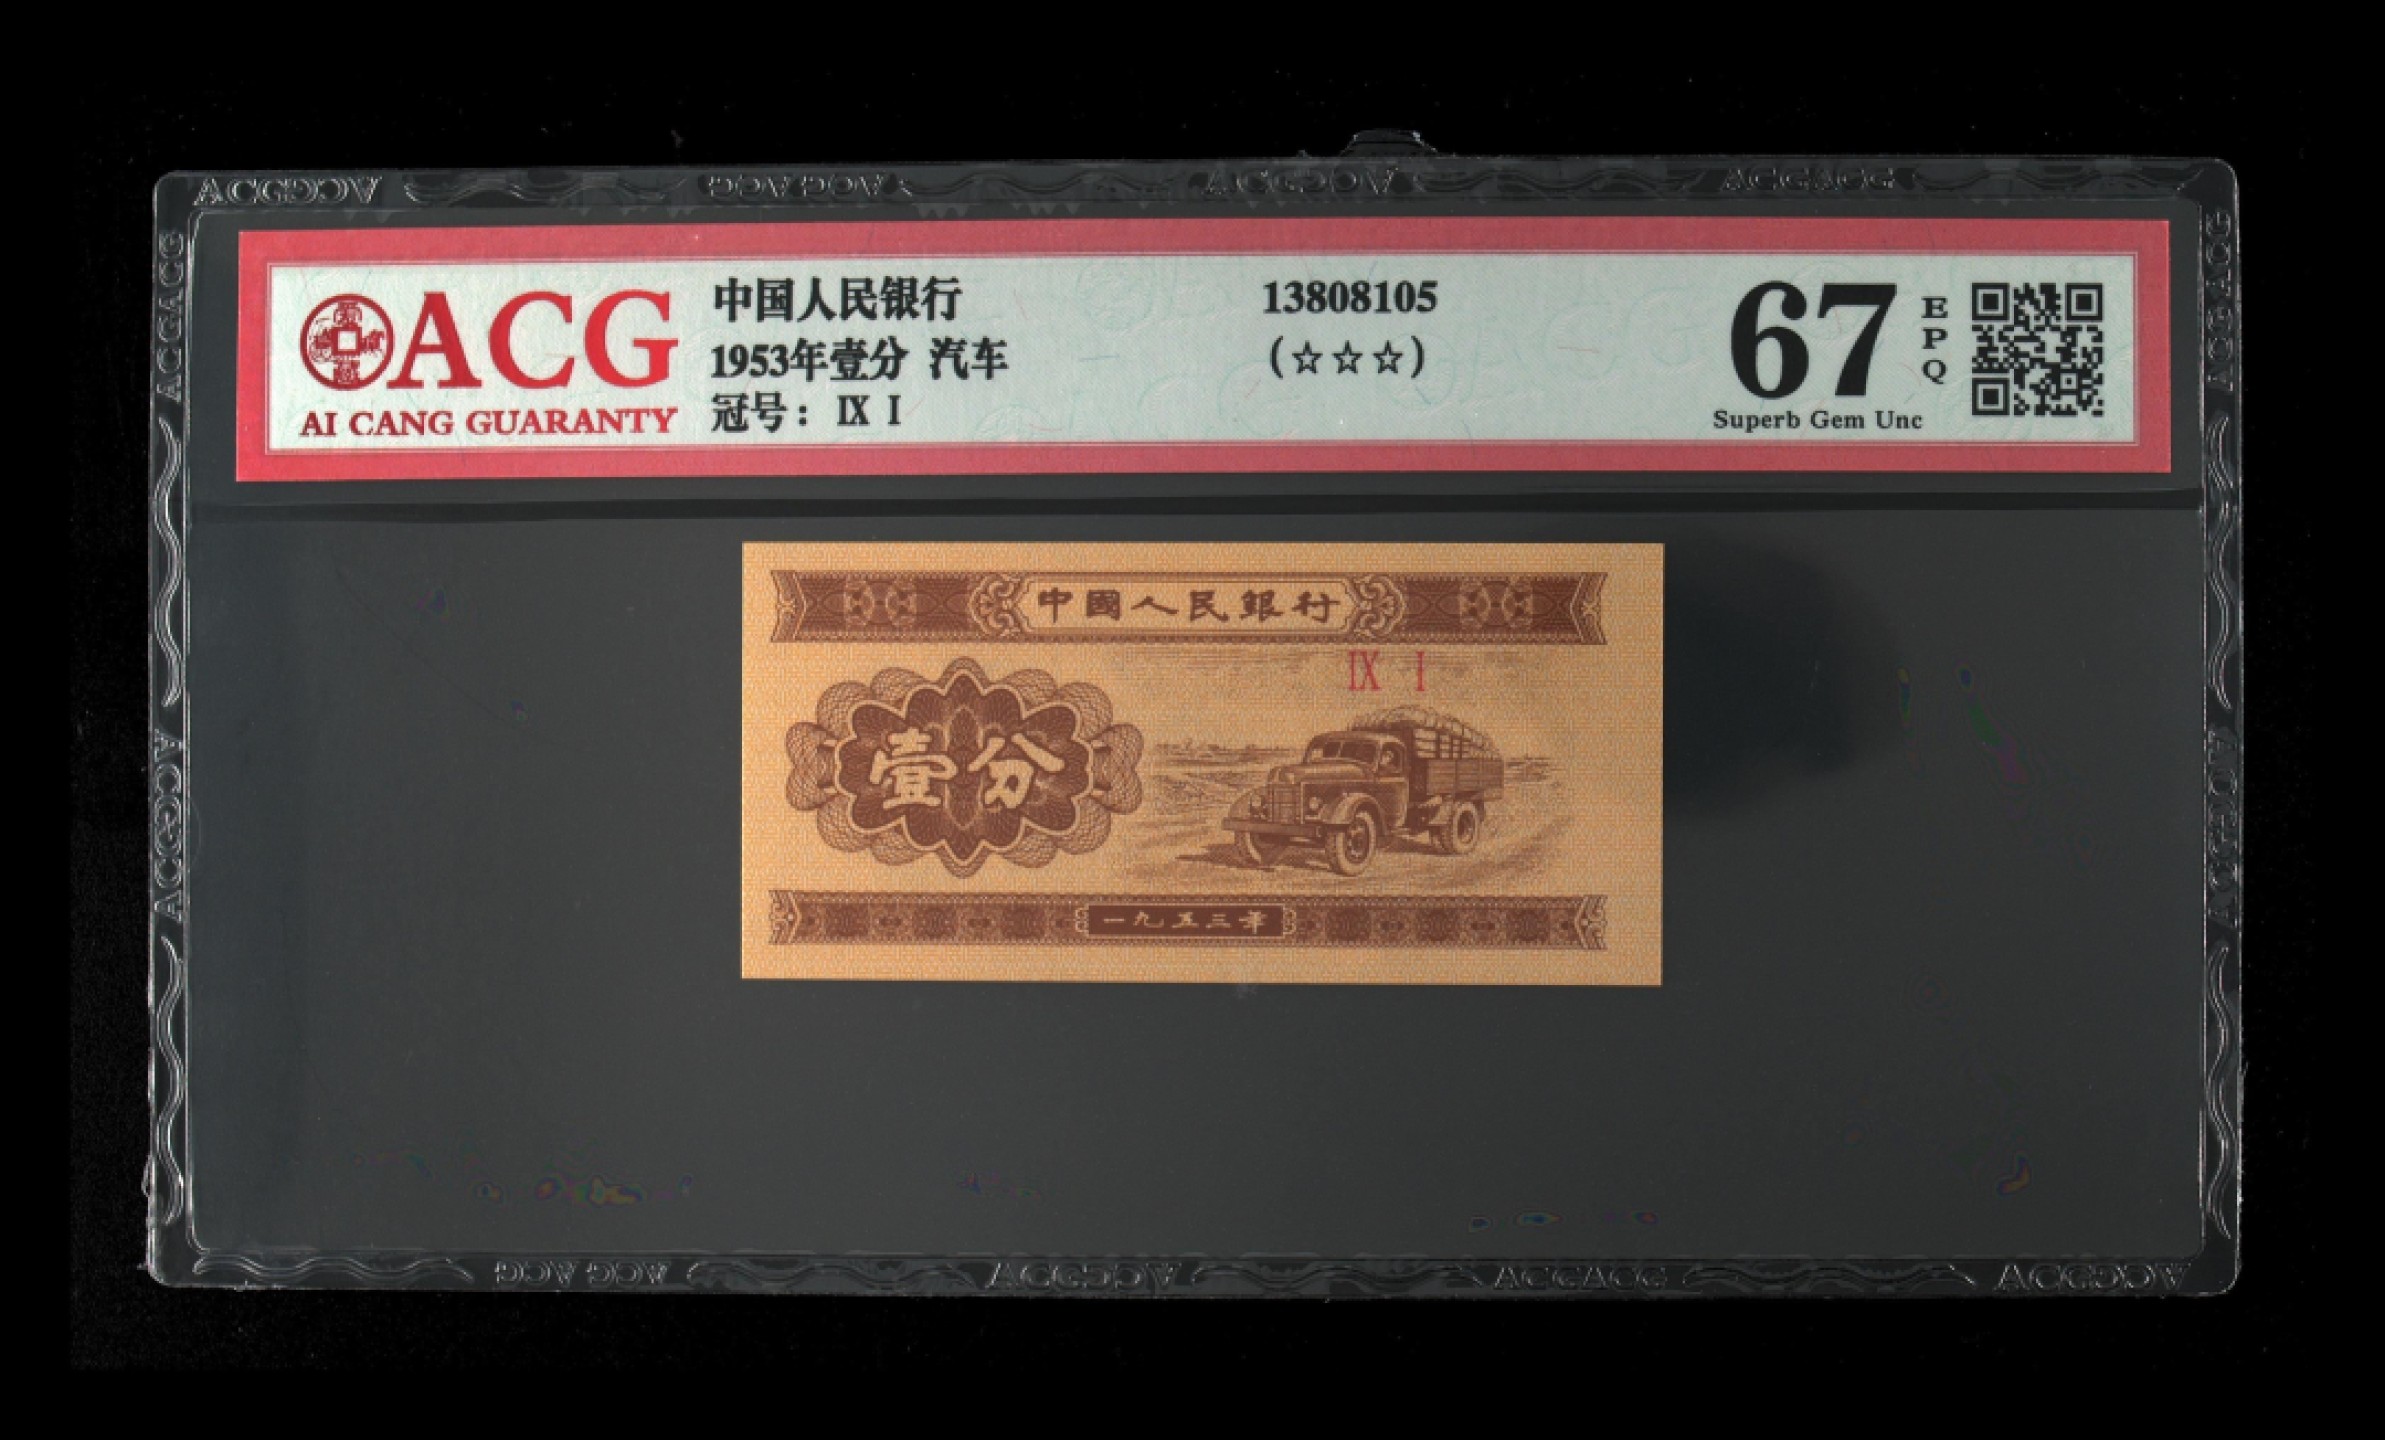 ACG
AI CANG GUARANTY
中国人民银行
1953年壹分 汽车
冠号: Ⅸ Ⅰ
13808105
(☆☆☆)
67
EPQ
Superb Gem Unc
中國人民銀行
Ⅸ Ⅰ
壹分
一九五三年